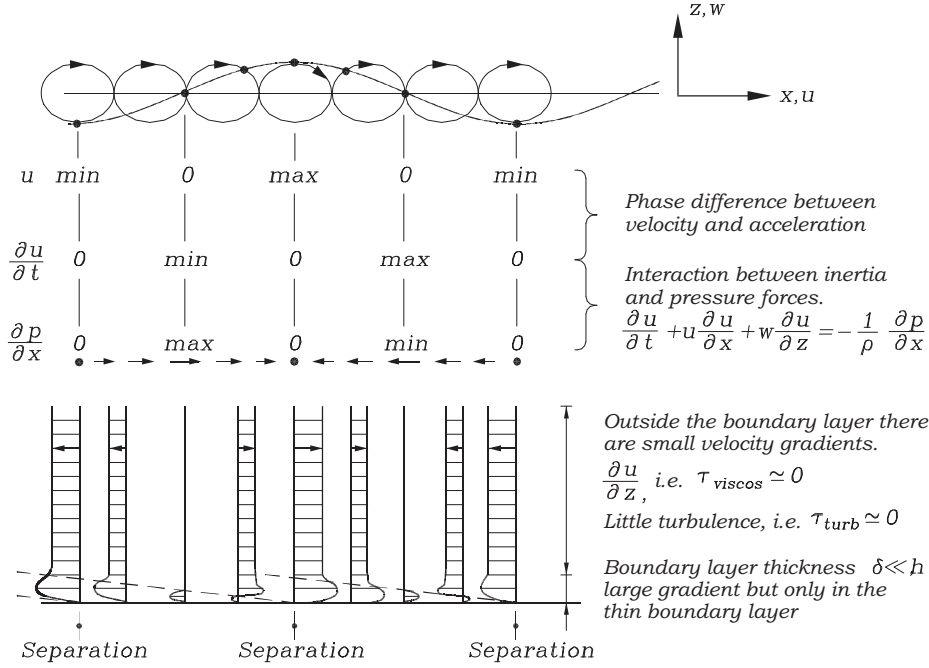 z,w
x,u
u min 0 max 0 min
Phase difference between
velocity and acceleration
∂u/∂t 0 min 0 max 0
Interaction between inertia
and pressure forces.
∂u/∂t + u ∂u/∂x + w ∂u/∂z = − 1/ρ ∂p/∂x
∂p/∂x 0 max 0 min 0
Outside the boundary layer there
are small velocity gradients.
∂u/∂z, i.e. τ viscos ≃ 0
Little turbulence, i.e. τ turb ≃ 0
Boundary layer thickness δ≪h,
large gradient but only in the
thin boundary layer
Separation Separation Separation